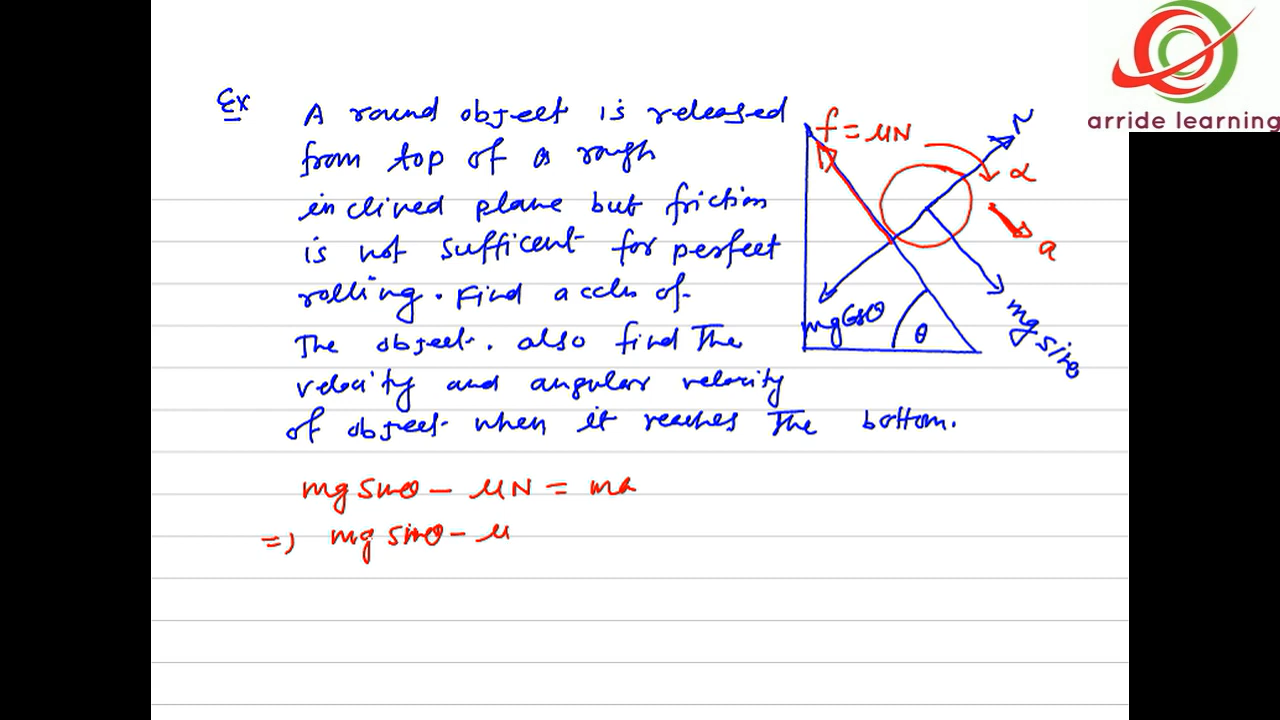 arride learning
Ex A round object is released
from top of a rough
inclined plane but friction
is not sufficent for perfect
rolling. Find accln of
The object. also find The
velocity and angular velocity
of object when it reaches The bottom.
f = μN
N
α
a
mg cosθ
θ
mg sinθ
mg sinθ - μN = ma
=) mg sinθ - μ